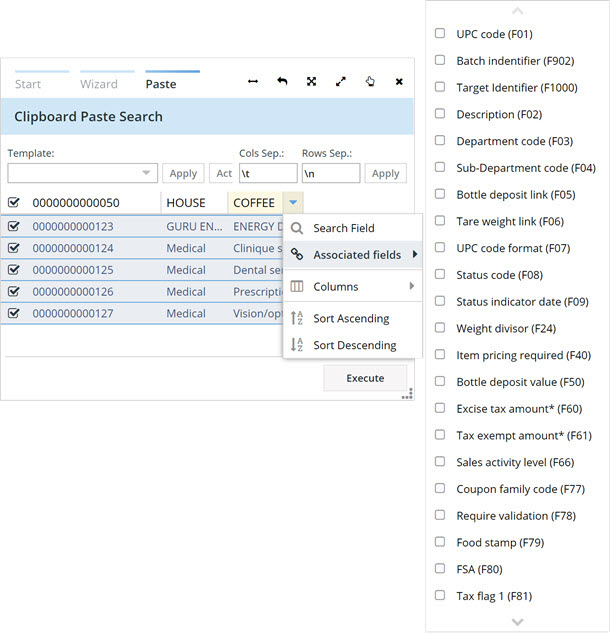 Start Wizard Paste
Clipboard Paste Search
Template: Cols Sep.: Rows Sep.:
Apply Act \t \n Apply
0000000000050 HOUSE COFFEE
0000000000123 GURU EN... ENERGY D
0000000000124 Medical Clinique s
0000000000125 Medical Dental se
0000000000126 Medical Prescripti
0000000000127 Medical Vision/opt
Search Field
Associated fields
Columns
Sort Ascending
Sort Descending
Execute
UPC code (F01)
Batch indentifier (F902)
Target Identifier (F1000)
Description (F02)
Department code (F03)
Sub-Department code (F04)
Bottle deposit link (F05)
Tare weight link (F06)
UPC code format (F07)
Status code (F08)
Status indicator date (F09)
Weight divisor (F24)
Item pricing required (F40)
Bottle deposit value (F50)
Excise tax amount* (F60)
Tax exempt amount* (F61)
Sales activity level (F66)
Coupon family code (F77)
Require validation (F78)
Food stamp (F79)
FSA (F80)
Tax flag 1 (F81)